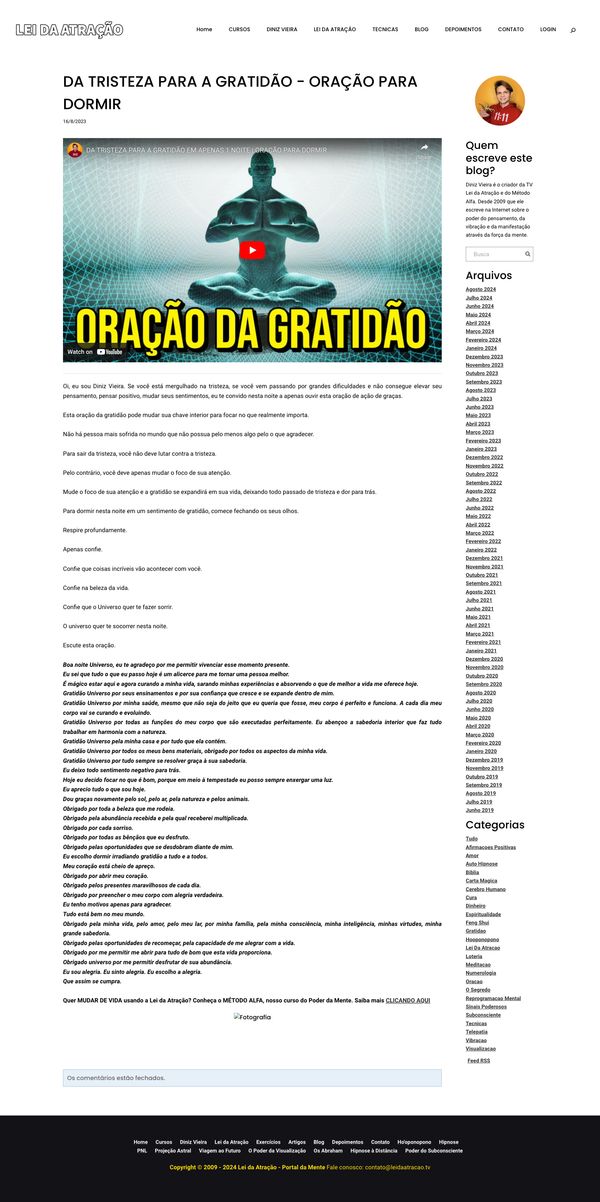 LEI DA ATRAÇÃO
Home CURSOS DINIZ VIEIRA LEI DA ATRAÇÃO TECNICAS BLOG DEPOIMENTOS CONTATO LOGIN
DA TRISTEZA PARA A GRATIDÃO - ORAÇÃO PARA
DORMIR
16/8/2023
DA TRISTEZA PARA A GRATIDÃO EM APENAS 1 NOITE | ORAÇÃO PARA DORMIR
ORAÇÃO DA GRATIDÃO
Watch on YouTube
Oi, eu sou Diniz Vieira. Se você está mergulhado na tristeza, se você vem passando por grandes dificuldades e não consegue elevar seu
pensamento, pensar positivo, mudar seus sentimentos, eu te convido nesta noite a apenas ouvir esta oração de ação de graças.
Esta oração da gratidão pode mudar sua chave interior para focar no que realmente importa.
Não há pessoa mais sofrida no mundo que não possua pelo menos algo pelo o que agradecer.
Para sair da tristeza, você não deve lutar contra a tristeza.
Pelo contrário, você deve apenas mudar o foco de sua atenção.
Mude o foco de sua atenção e a gratidão se expandirá em sua vida, deixando todo passado de tristeza e dor para trás.
Para dormir nesta noite em um sentimento de gratidão, comece fechando os seus olhos.
Respire profundamente.
Apenas confie.
Confie que coisas incríveis vão acontecer com você.
Confie na beleza da vida.
Confie que o Universo quer te fazer sorrir.
O universo quer te socorrer nesta noite.
Escute esta oração.
Boa noite Universo, eu te agradeço por me permitir vivenciar esse momento presente.
Eu sei que tudo o que eu passo hoje é um alicerce para me tornar uma pessoa melhor.
É mágico estar aqui e agora curando a minha vida, sarando minhas experiências e absorvendo o que de melhor a vida me oferece hoje.
Gratidão Universo por seus ensinamentos e por sua confiança que cresce e se expande dentro de mim.
Gratidão Universo por minha saúde, mesmo que não seja do jeito que eu queria que fosse, meu corpo é perfeito e funciona. A cada dia meu
corpo vai se curando e evoluindo.
Gratidão Universo por todas as funções do meu corpo que são executadas perfeitamente. Eu abençoo a sabedoria interior que faz tudo
trabalhar em harmonia com a natureza.
Gratidão Universo pela minha casa e por tudo que ela contém.
Gratidão Universo por todos os meus bens materiais, obrigado por todos os aspectos da minha vida.
Gratidão Universo por tudo sempre se resolver graça à sua sabedoria.
Eu deixo todo sentimento negativo para trás.
Hoje eu decido focar no que é bom, porque em meio à tempestade eu posso sempre enxergar uma luz.
Eu aprecio tudo o que sou hoje.
Dou graças novamente pelo sol, pelo ar, pela natureza e pelos animais.
Obrigado por toda a beleza que me rodeia.
Obrigado pela abundância recebida e pela qual receberei multiplicada.
Obrigado por cada sorriso.
Obrigado por todas as bênçãos que eu desfruto.
Obrigado pelas oportunidades que se desdobram diante de mim.
Eu escolho dormir irradiando gratidão a tudo e a todos.
Meu coração está cheio de apreço.
Obrigado por abrir meu coração.
Obrigado pelos presentes maravilhosos de cada dia.
Obrigado por preencher o meu corpo com alegria verdadeira.
Eu tenho motivos apenas para agradecer.
Tudo está bem no meu mundo.
Obrigado pela minha vida, pelo amor, pelo meu lar, por minha família, pela minha consciência, minha inteligência, minhas virtudes, minha
grande sabedoria.
Obrigado pelas oportunidades de recomeçar, pela capacidade de me alegrar com a vida.
Obrigado por me permitir me abrir para tudo de bom que esta vida proporciona.
Obrigado universo por me permitir desfrutar de sua abundância.
Eu sou alegria. Eu sinto alegria. Eu escolho a alegria.
Que assim se cumpra.
Quer MUDAR DE VIDA usando a Lei da Atração? Conheça o MÉTODO ALFA, nosso curso do Poder da Mente. Saiba mais CLICANDO AQUI
Fotografia
Os comentários estão fechados.
11:11
Quem
escreve este
blog?
Diniz Vieira é o criador da TV
Lei da Atração e do Método
Alfa. Desde 2009 que ele
escreve na Internet sobre o
poder do pensamento, da
vibração e da manifestação
através da força da mente.
Busca
Arquivos
Agosto 2024
Julho 2024
Junho 2024
Maio 2024
Abril 2024
Março 2024
Fevereiro 2024
Janeiro 2024
Dezembro 2023
Novembro 2023
Outubro 2023
Setembro 2023
Agosto 2023
Julho 2023
Junho 2023
Maio 2023
Abril 2023
Março 2023
Fevereiro 2023
Janeiro 2023
Dezembro 2022
Novembro 2022
Outubro 2022
Setembro 2022
Agosto 2022
Julho 2022
Junho 2022
Maio 2022
Abril 2022
Março 2022
Fevereiro 2022
Janeiro 2022
Dezembro 2021
Novembro 2021
Outubro 2021
Setembro 2021
Agosto 2021
Julho 2021
Junho 2021
Maio 2021
Abril 2021
Março 2021
Fevereiro 2021
Janeiro 2021
Dezembro 2020
Novembro 2020
Outubro 2020
Setembro 2020
Agosto 2020
Julho 2020
Junho 2020
Maio 2020
Abril 2020
Março 2020
Fevereiro 2020
Janeiro 2020
Dezembro 2019
Novembro 2019
Outubro 2019
Setembro 2019
Agosto 2019
Julho 2019
Junho 2019
Categorias
Tudo
Afirmacoes Positivas
Amor
Auto Hipnose
Bíblia
Carta Magica
Cerebro Humano
Cura
Dinheiro
Espiritualidade
Feng Shui
Gratidao
Hooponopono
Lei Da Atracao
Loteria
Meditacao
Numerologia
Oracao
O Segredo
Reprogramacao Mental
Sinais Poderosos
Subconsciente
Tecnicas
Telepatia
Vibracao
Visualizacao
Feed RSS
Home Cursos Diniz Vieira Lei da Atração Exercícios Artigos Blog Depoimentos Contato Ho'oponopono Hipnose
PNL Projeção Astral Viagem ao Futuro O Poder da Visualização Os Abraham Hipnose à Distância Poder do Subconsciente
Copyright © 2009 - 2024 Lei da Atração - Portal da Mente Fale conosco: contato@leidaatracao.tv